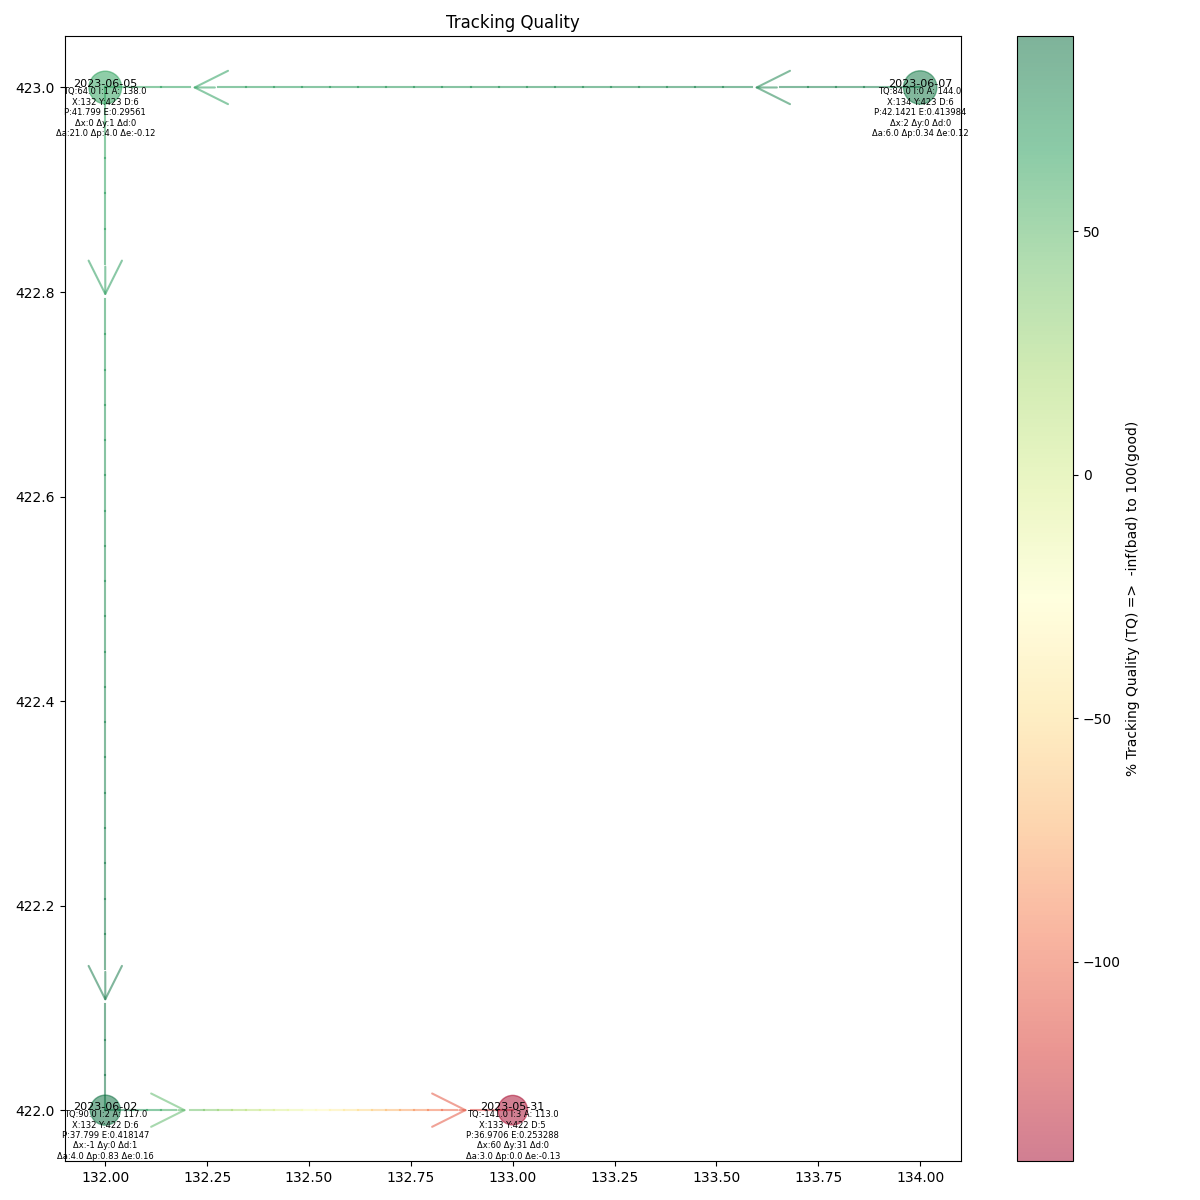 Tracking Quality
423.0
422.8
422.6
422.4
422.2
422.0
2023-06-05
TQ:64.0 I:1 A: 138.0
X:132 Y:423 D:6
P:41.799 E:0.29561
Δx:0 Δy:1 Δd:0
Δa:21.0 Δp:4.0 Δe:-0.12
2023-06-07
TQ:84.0 I:0 A: 144.0
X:134 Y:423 D:6
P:42.1421 E:0.413984
Δx:2 Δy:0 Δd:0
Δa:6.0 Δp:0.34 Δe:0.12
2023-06-02
TQ:90.0 I:2 A: 117.0
X:132 Y:422 D:6
P:37.799 E:0.418147
Δx:-1 Δy:0 Δd:1
Δa:4.0 Δp:0.83 Δe:0.16
2023-05-31
TQ:-141.0 I:3 A: 113.0
X:133 Y:422 D:5
P:36.9706 E:0.253288
Δx:60 Δy:31 Δd:0
Δa:3.0 Δp:0.0 Δe:-0.13
132.00 132.25 132.50 132.75 133.00 133.25 133.50 133.75 134.00
50
0
−50
−100
% Tracking Quality (TQ) => -inf(bad) to 100(good)